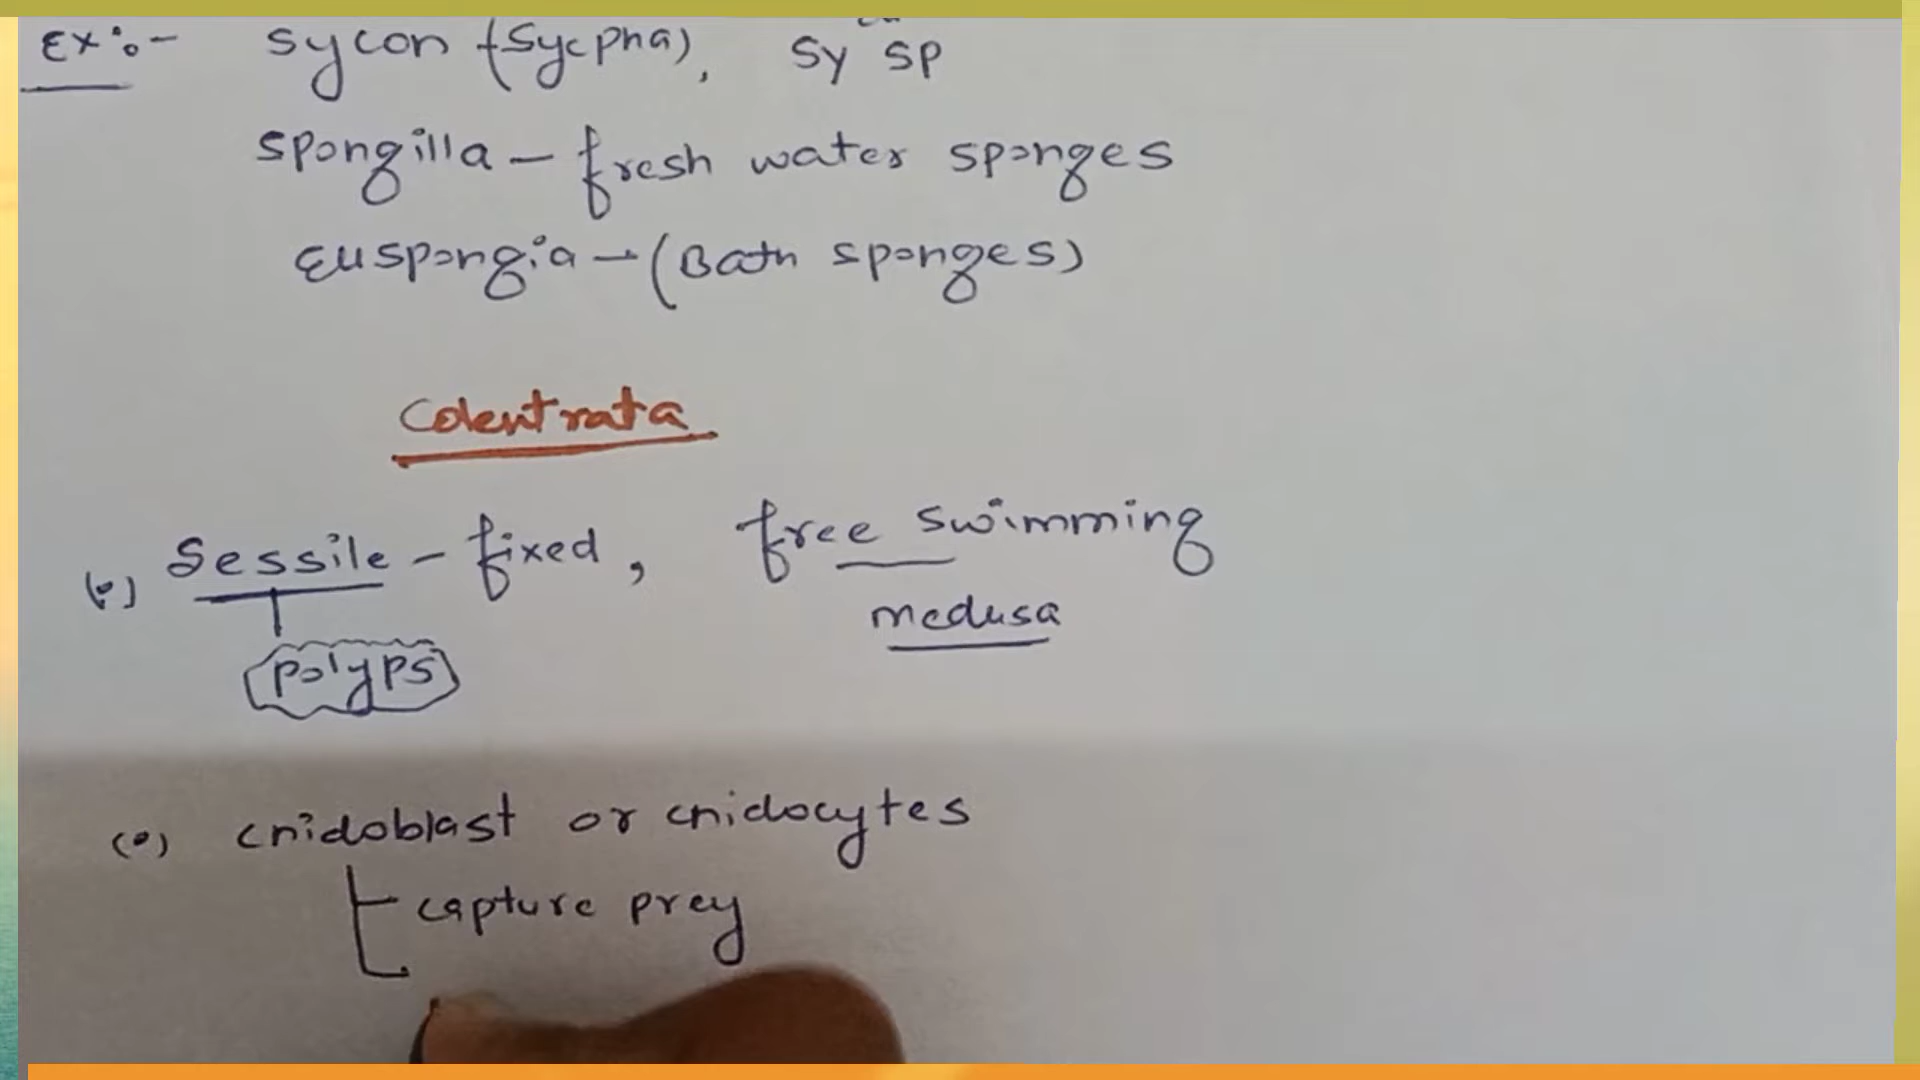 Ex:- Sycon (Sycpha), Sy Sp
Spongilla - fresh water sponges
Euspongia - (Bath sponges)
Colentrata
Sessile - fixed, free swimming
polyps medusa
(•) cnidoblast or cnidocytes
capture prey